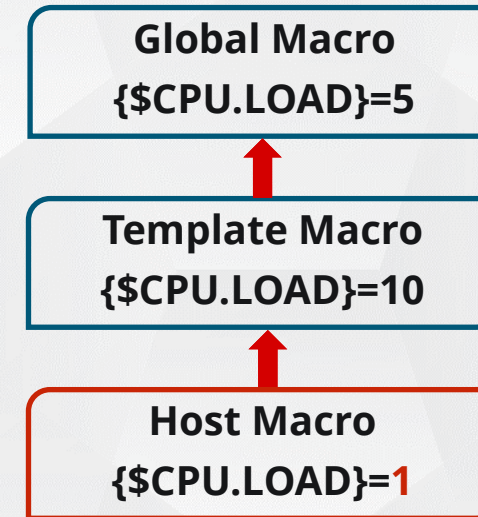 Global Macro
{$CPU.LOAD}=5
Template Macro
{$CPU.LOAD}=10
Host Macro
{$CPU.LOAD}=1